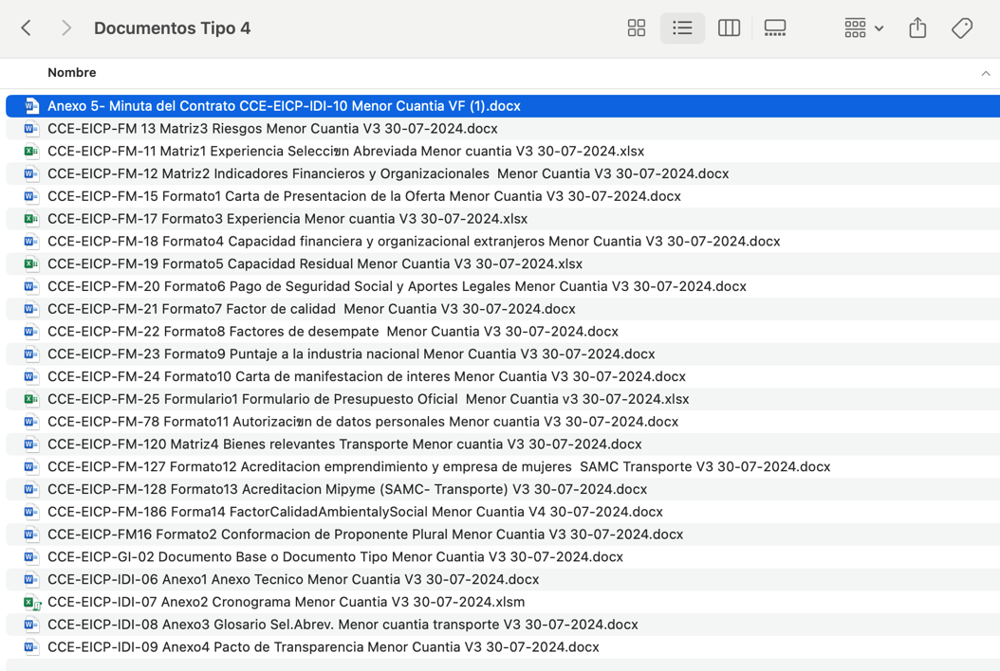 Documentos Tipo 4
Nombre
Anexo 5- Minuta del Contrato CCE-EICP-IDI-10 Menor Cuantia VF (1).docx
CCE-EICP-FM 13 Matriz3 Riesgos Menor Cuantia V3 30-07-2024.docx
CCE-EICP-FM-11 Matriz1 Experiencia Selección Abreviada Menor cuantia V3 30-07-2024.xlsx
CCE-EICP-FM-12 Matriz2 Indicadores Financieros y Organizacionales  Menor Cuantia V3 30-07-2024.docx
CCE-EICP-FM-15 Formato1 Carta de Presentacion de la Oferta Menor Cuantia V3 30-07-2024.docx
CCE-EICP-FM-17 Formato3 Experiencia Menor cuantia V3 30-07-2024.xlsx
CCE-EICP-FM-18 Formato4 Capacidad financiera y organizacional extranjeros Menor Cuantia V3 30-07-2024.docx
CCE-EICP-FM-19 Formato5 Capacidad Residual Menor Cuantia V3 30-07-2024.xlsx
CCE-EICP-FM-20 Formato6 Pago de Seguridad Social y Aportes Legales Menor Cuantia V3 30-07-2024.docx
CCE-EICP-FM-21 Formato7 Factor de calidad  Menor Cuantia V3 30-07-2024.docx
CCE-EICP-FM-22 Formato8 Factores de desempate  Menor Cuantia V3 30-07-2024.docx
CCE-EICP-FM-23 Formato9 Puntaje a la industria nacional Menor Cuantia V3 30-07-2024.docx
CCE-EICP-FM-24 Formato10 Carta de manifestacion de interes Menor Cuantia V3 30-07-2024.docx
CCE-EICP-FM-25 Formulario1 Formulario de Presupuesto Oficial  Menor Cuantia v3 30-07-2024.xlsx
CCE-EICP-FM-78 Formato11 Autorización de datos personales Menor cuantia V3 30-07-2024.docx
CCE-EICP-FM-120 Matriz4 Bienes relevantes Transporte Menor cuantia V3 30-07-2024.docx
CCE-EICP-FM-127 Formato12 Acreditacion emprendimiento y empresa de mujeres  SAMC Transporte V3 30-07-2024.docx
CCE-EICP-FM-128 Formato13 Acreditacion Mipyme (SAMC- Transporte) V3 30-07-2024.docx
CCE-EICP-FM-186 Forma14 FactorCalidadAmbientalySocial Menor Cuantia V4 30-07-2024.docx
CCE-EICP-FM16 Formato2 Conformacion de Proponente Plural Menor Cuantia V3 30-07-2024.docx
CCE-EICP-GI-02 Documento Base o Documento Tipo Menor Cuantia V3 30-07-2024.docx
CCE-EICP-IDI-06 Anexo1 Anexo Tecnico Menor Cuantia V3 30-07-2024.docx
CCE-EICP-IDI-07 Anexo2 Cronograma Menor Cuantia V3 30-07-2024.xlsm
CCE-EICP-IDI-08 Anexo3 Glosario Sel.Abrev. Menor cuantia transporte V3 30-07-2024.docx
CCE-EICP-IDI-09 Anexo4 Pacto de Transparencia Menor Cuantia V3 30-07-2024.docx